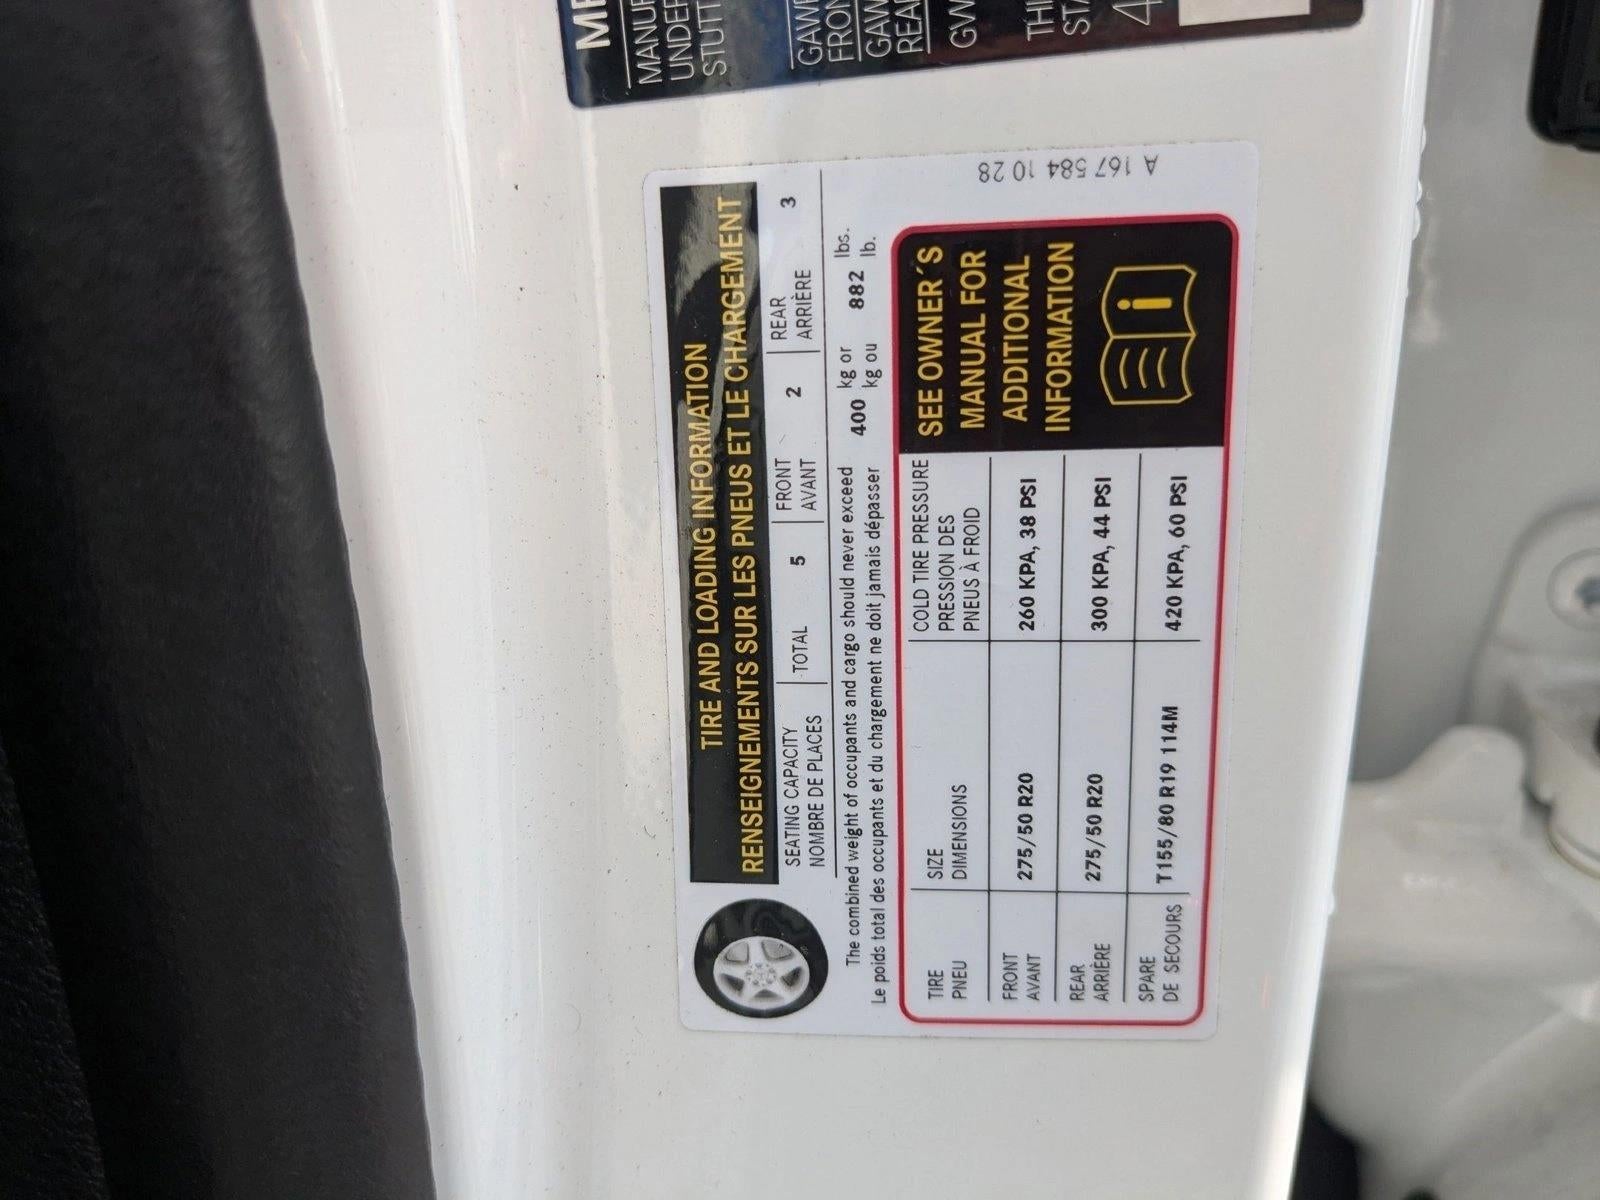 TIRE AND LOADING INFORMATION
RENSEIGNEMENTS SUR LES PNEUS ET LE CHARGEMENT
SEATING CAPACITY
NOMBRE DE PLACES
TOTAL 5
FRONT
AVANT
2
REAR
ARRIÈRE
3
The combined weight of occupants and cargo should never exceed 400 kg or 882 lbs.
Le poids total des occupants et du chargement ne doit jamais dépasser kg ou lb.
TIRE
PNEU
SIZE
DIMENSIONS
COLD TIRE PRESSURE
PRESSION DES
PNEUS À FROID
FRONT
AVANT
275/50 R20
260 KPA, 38 PSI
REAR
ARRIÈRE
275/50 R20
300 KPA, 44 PSI
SPARE
DE SECOURS
T155/80 R19 114M
420 KPA, 60 PSI
SEE OWNER´S
MANUAL FOR
ADDITIONAL
INFORMATION
i
A 167 584 10 28